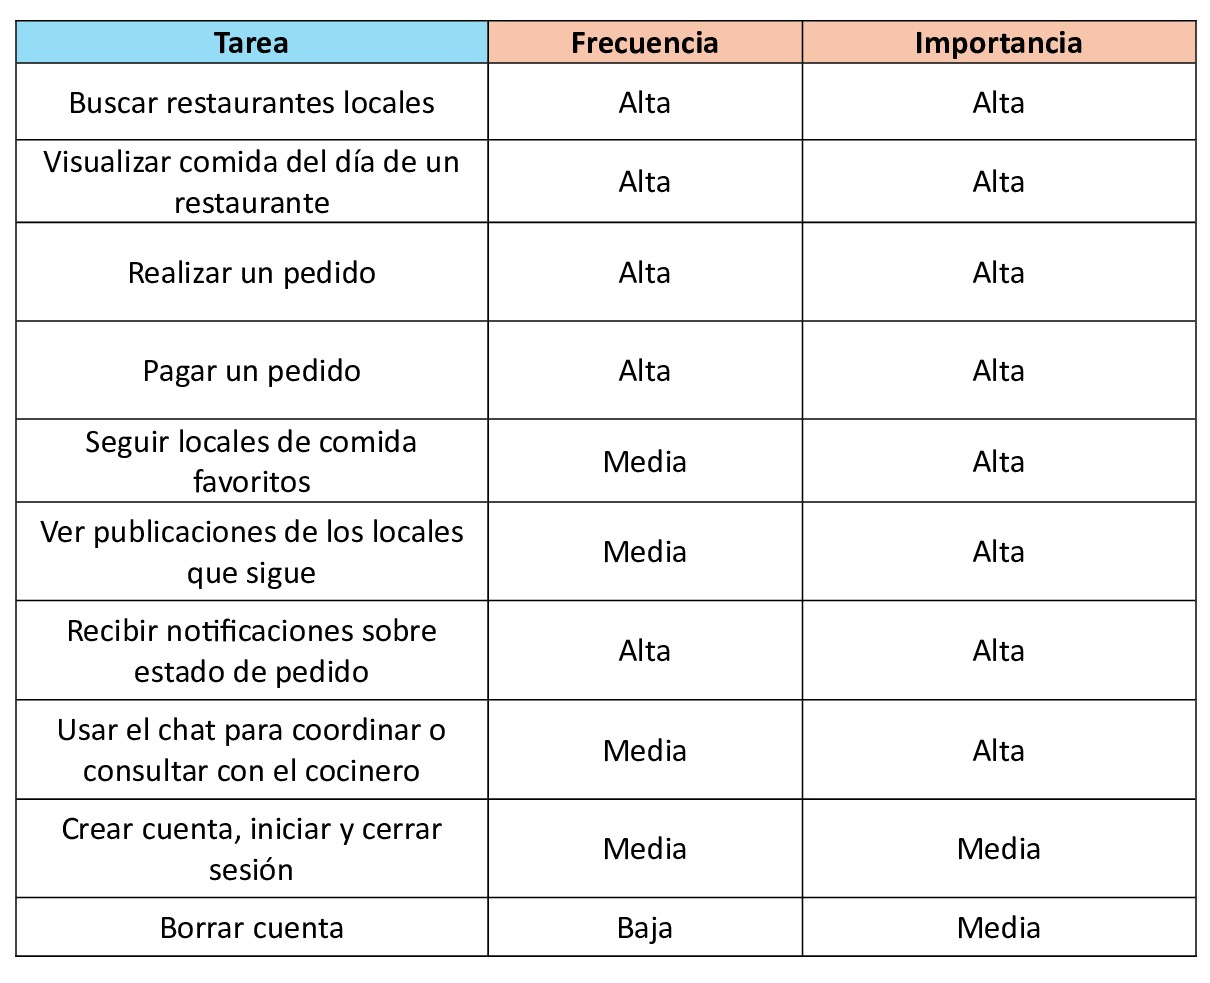 Tarea Frecuencia Importancia
Buscar restaurantes locales Alta Alta
Visualizar comida del día de un
restaurante Alta Alta
Realizar un pedido Alta Alta
Pagar un pedido Alta Alta
Seguir locales de comida
favoritos Media Alta
Ver publicaciones de los locales
que sigue Media Alta
Recibir notificaciones sobre
estado de pedido Alta Alta
Usar el chat para coordinar o
consultar con el cocinero Media Alta
Crear cuenta, iniciar y cerrar
sesión Media Media
Borrar cuenta Baja Media